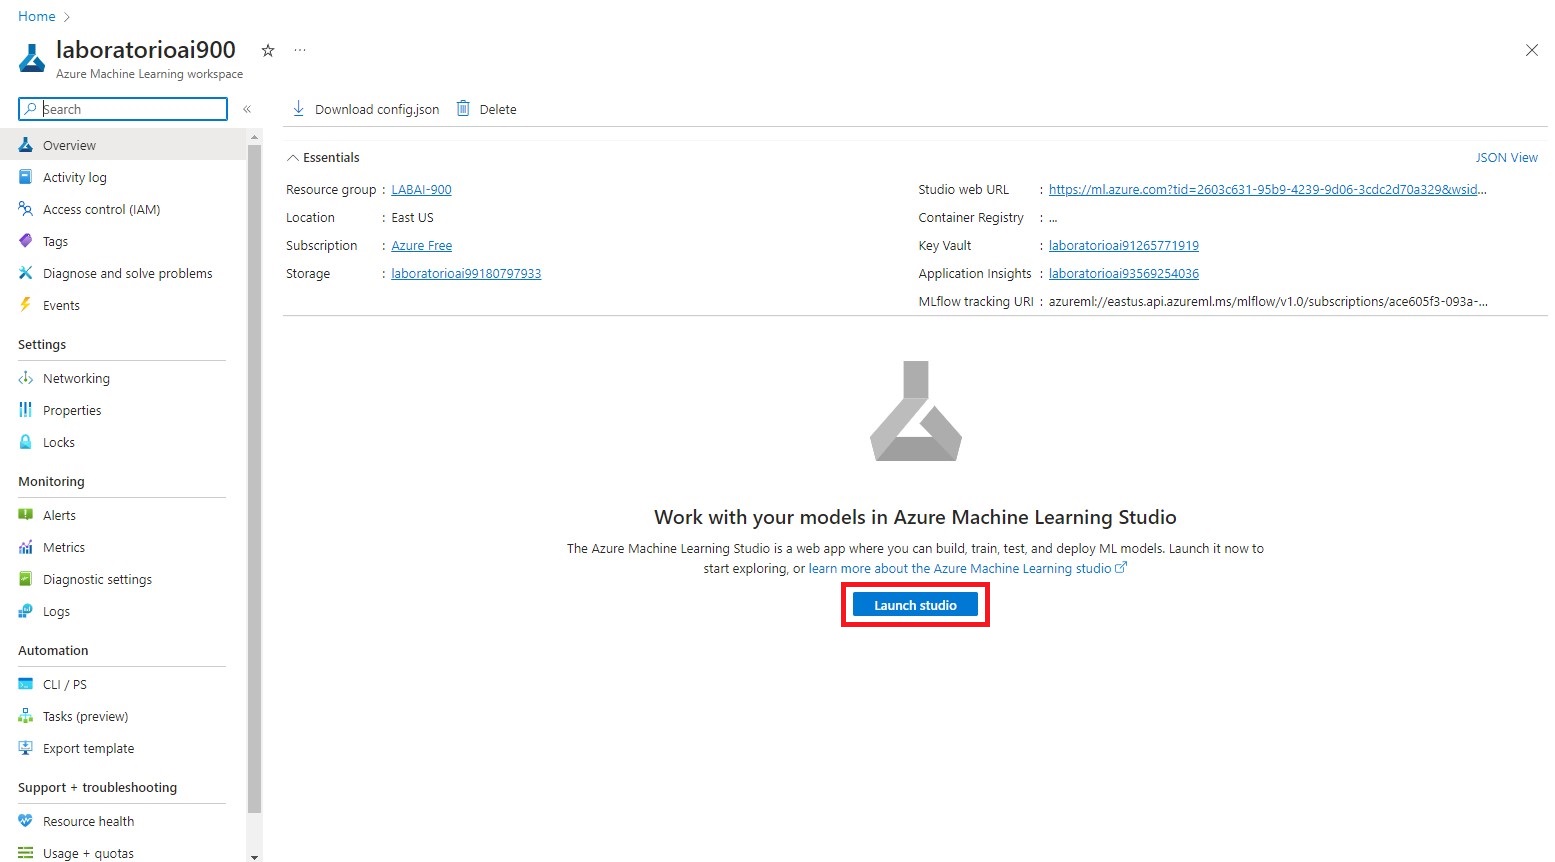 Home
laboratorioai900
Azure Machine Learning workspace
Search
Download config.json
Delete
Overview
Activity log
Access control (IAM)
Tags
Diagnose and solve problems
Events
Settings
Networking
Properties
Locks
Monitoring
Alerts
Metrics
Diagnostic settings
Logs
Automation
CLI / PS
Tasks (preview)
Export template
Support + troubleshooting
Resource health
Usage + quotas
Essentials
JSON View
Resource group : LABAI-900
Location : East US
Subscription : Azure Free
Storage : laboratorioai99180797933
Studio web URL : https://ml.azure.com?tid=2603c631-95b9-4239-9d06-3cdc2d70a329&wsid...
Container Registry : ...
Key Vault : laboratorioai91265771919
Application Insights : laboratorioai93569254036
MLflow tracking URI : azureml://eastus.api.azureml.ms/mlflow/v1.0/subscriptions/ace605f3-093a-...
Work with your models in Azure Machine Learning Studio
The Azure Machine Learning Studio is a web app where you can build, train, test, and deploy ML models. Launch it now to
start exploring, or learn more about the Azure Machine Learning studio
Launch studio